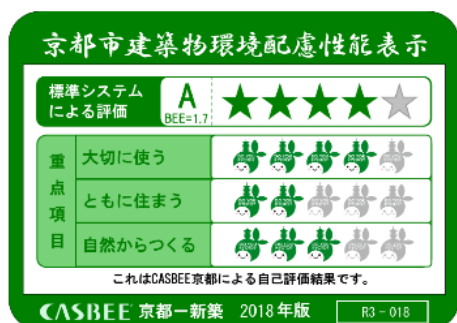 京都市建築物環境配慮性能表示
標準システム
による評価
A
BEE=1.7
重点項目
大切に使う
ともに住まう
自然からつくる
これはCASBEE京都による自己評価結果です。
CASBEE® 京都－新築 2018年版 R3－018